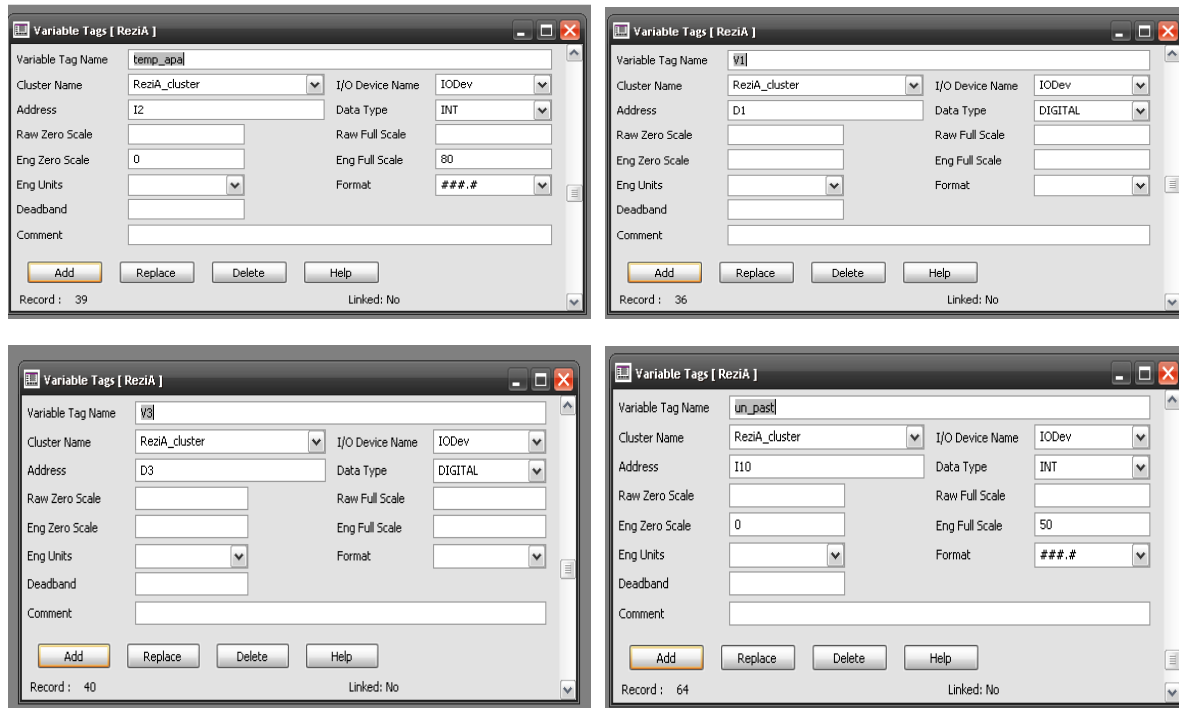 Variable Tags [ ReziA ]
Variable Tag Name temp_apa
Cluster Name ReziA_cluster I/O Device Name IODev
Address I2 Data Type INT
Raw Zero Scale Raw Full Scale
Eng Zero Scale 0 Eng Full Scale 80
Eng Units Format ###.#
Deadband
Comment
Add Replace Delete Help
Record : 39 Linked: No
Variable Tags [ ReziA ]
Variable Tag Name V1
Cluster Name ReziA_cluster I/O Device Name IODev
Address D1 Data Type DIGITAL
Raw Zero Scale Raw Full Scale
Eng Zero Scale Eng Full Scale
Eng Units Format
Deadband
Comment
Add Replace Delete Help
Record : 36 Linked: No
Variable Tags [ ReziA ]
Variable Tag Name V3
Cluster Name ReziA_cluster I/O Device Name IODev
Address D3 Data Type DIGITAL
Raw Zero Scale Raw Full Scale
Eng Zero Scale Eng Full Scale
Eng Units Format
Deadband
Comment
Add Replace Delete Help
Record : 40 Linked: No
Variable Tags [ ReziA ]
Variable Tag Name un_past
Cluster Name ReziA_cluster I/O Device Name IODev
Address I10 Data Type INT
Raw Zero Scale Raw Full Scale
Eng Zero Scale 0 Eng Full Scale 50
Eng Units Format ###.#
Deadband
Comment
Add Replace Delete Help
Record : 64 Linked: No